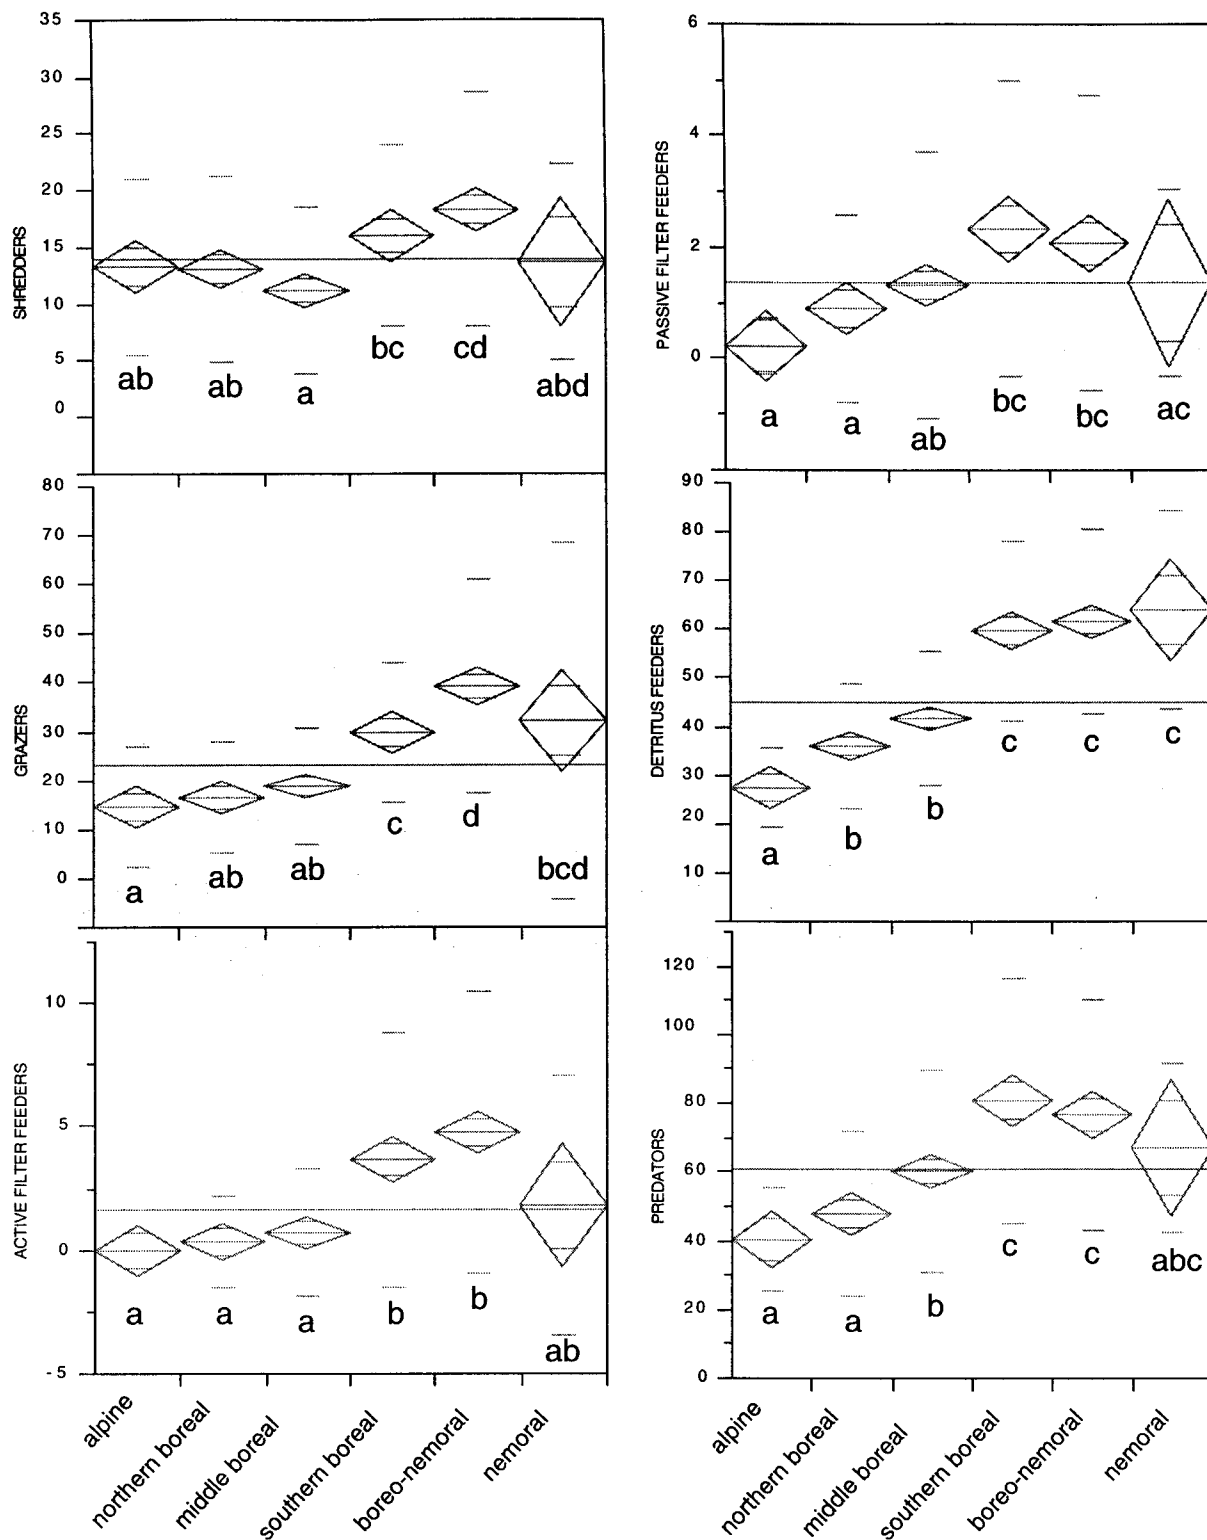 SHREDDERS
35
30
25
20
15
10
5
0
ab
ab
a
bc
cd
abd
PASSIVE FILTER FEEDERS
6
4
2
0
a
a
ab
bc
bc
ac
GRAZERS
80
70
60
50
40
30
20
10
0
a
ab
ab
c
d
bcd
DETRITUS FEEDERS
90
80
70
60
50
40
30
20
10
a
b
b
c
c
c
ACTIVE FILTER FEEDERS
10
5
0
-5
a
a
a
b
b
ab
PREDATORS
120
100
80
60
40
20
0
a
a
b
c
c
abc
alpine
northern boreal
middle boreal
southern boreal
boreo-nemoral
nemoral
alpine
northern boreal
middle boreal
southern boreal
boreo-nemoral
nemoral